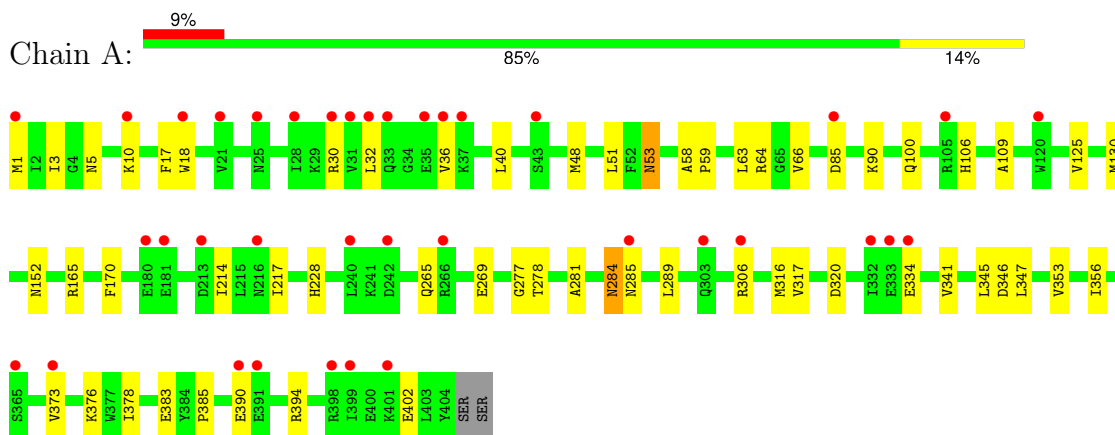 9%
Chain A:
85% 14%
M1 I2 I3 G4 N5 K10 F17 W18 V21 N25 I28 K29 R30 V31 L32 Q33 G34 E35 V36 K37 L40 S43 M48 L51 F52 N53 A58 P59 L63 R64 G65 V66 D85 K90 Q100 R105 H106 A109 W120 V125 M130
N152 R165 F170 E180 E181 D213 I214 L215 N216 I217 H228 L240 K241 D242 Q265 R266 E269 G277 T278 A281 N284 N285 L289 Q303 R306 M316 V317 D320 I332 E333 E334 V341 L345 D346 L347 V353 I356
S365 V373 K376 W377 I378 E383 Y384 P385 E390 E391 R394 R398 I399 E400 K401 E402 L403 Y404 SER SER